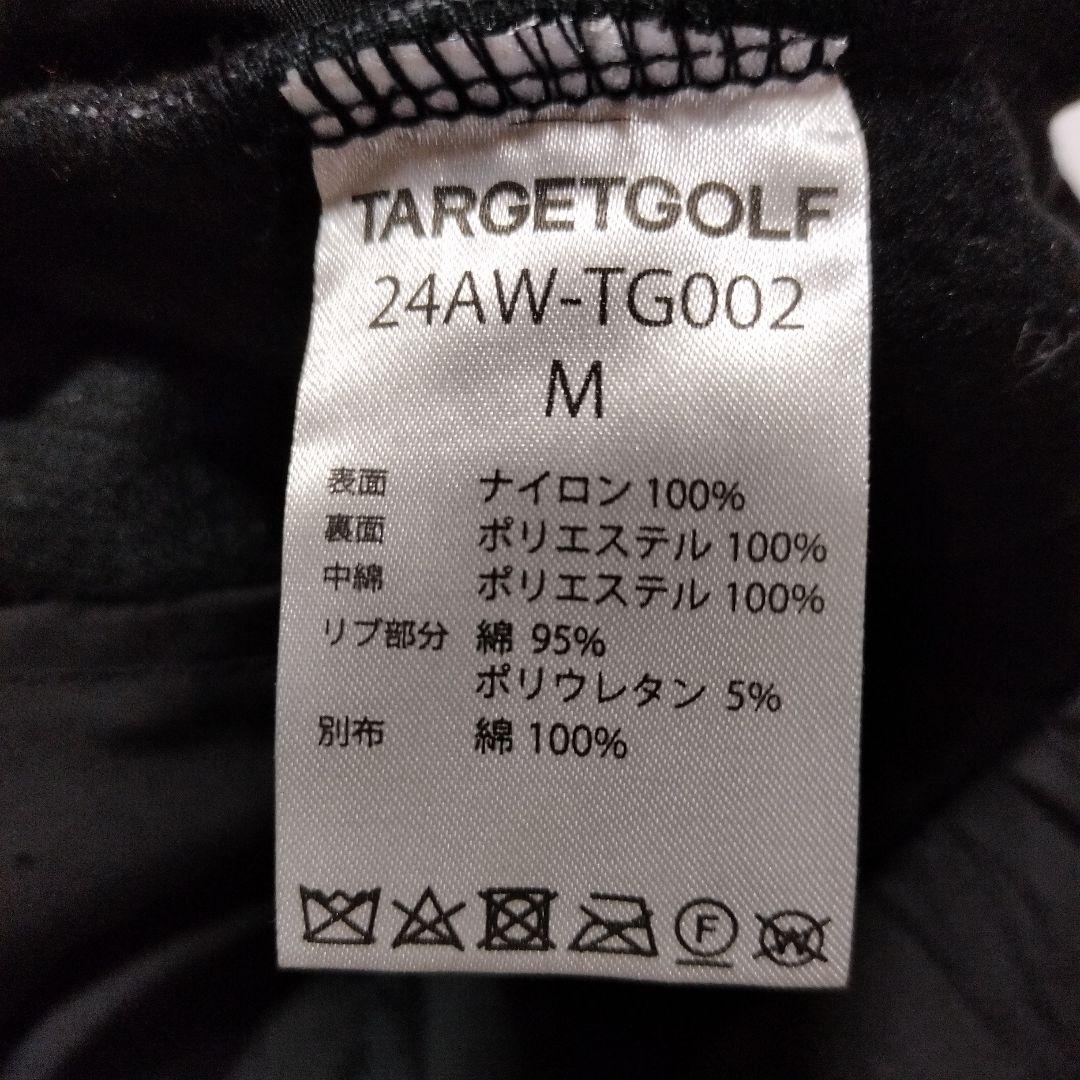 TARGETGOLF
24AW-TG002
M
表面 ナイロン 100%
裏面 ポリエステル 100%
中綿 ポリエステル 100%
リブ部分 綿 95%
ポリウレタン 5%
別布 綿 100%
F W